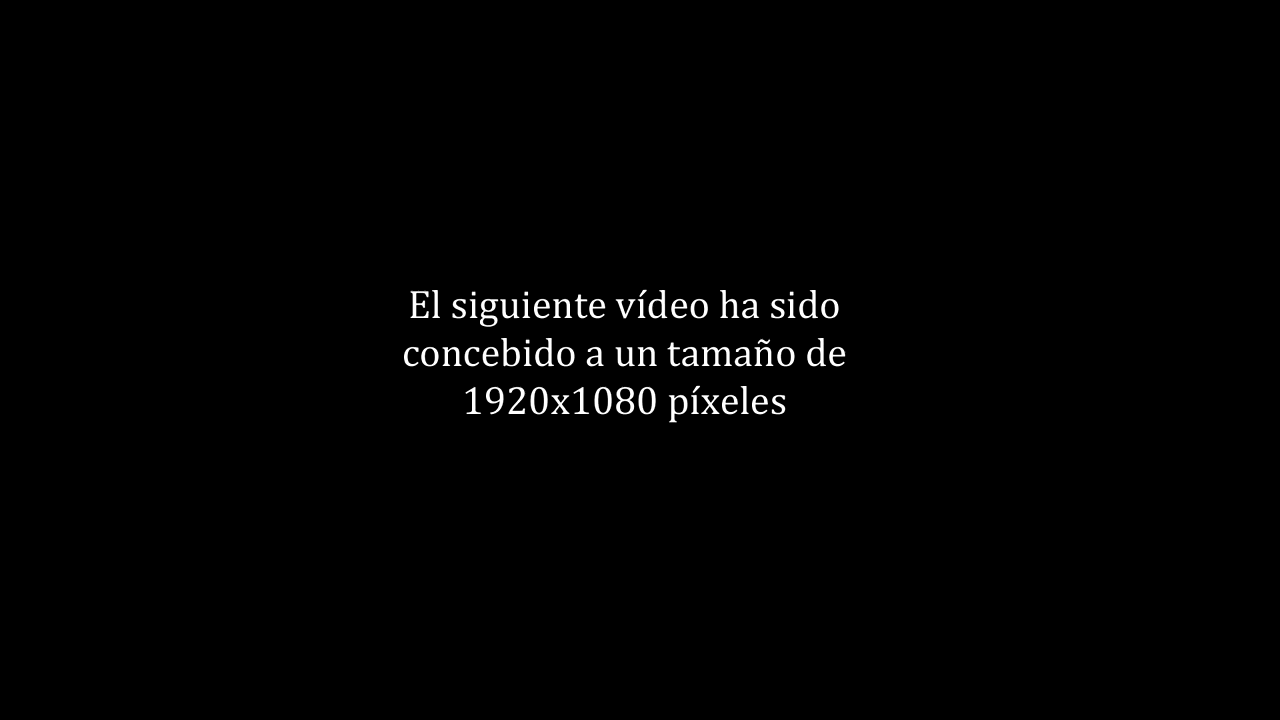 El siguiente vídeo ha sido
concebido a un tamaño de
1920x1080 píxeles